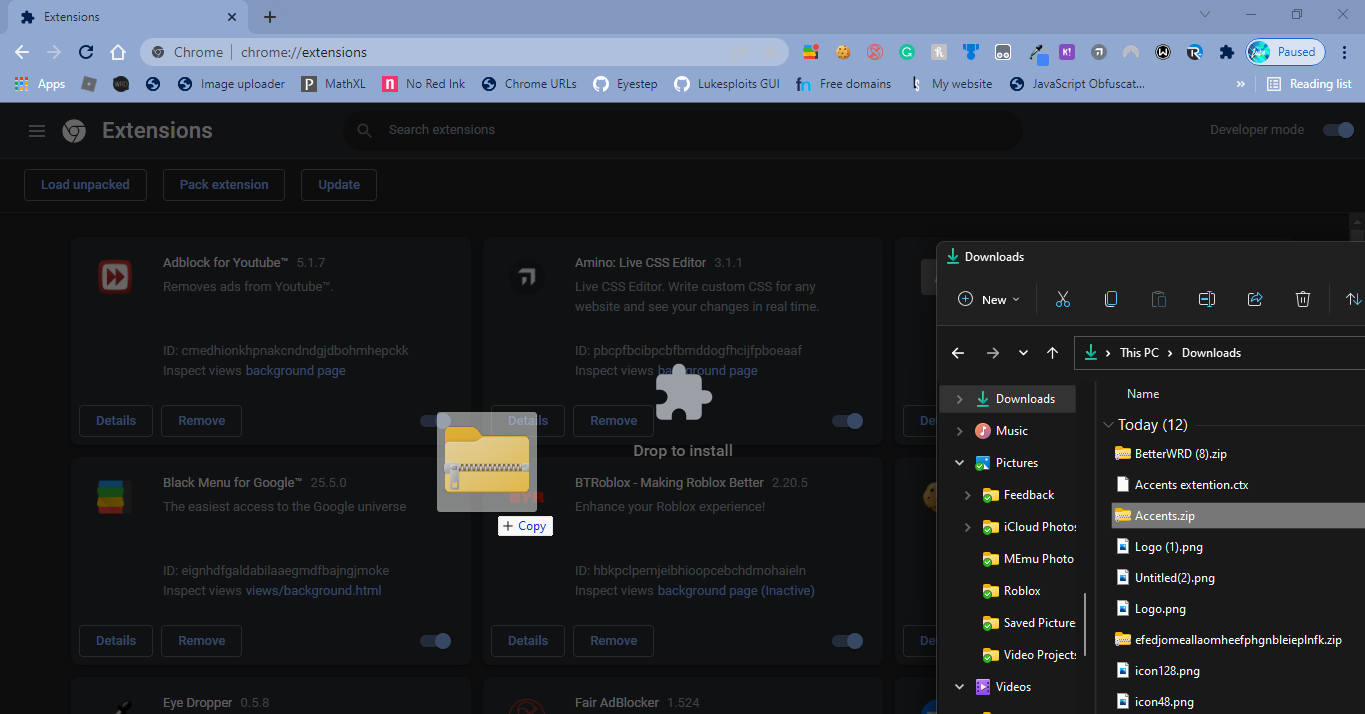 Extensions
Chrome chrome://extensions
Paused
Apps
Image uploader
MathXL
No Red Ink
Chrome URLs
Eyestep
Lukesploits GUI
Free domains
My website
JavaScript Obfuscat...
»
Reading list
Extensions
Search extensions
Developer mode
Load unpacked
Pack extension
Update
Adblock for Youtube™ 5.1.7
Removes ads from Youtube™.
ID: cmedhionkhpnakcndndgjdbohmhepckk
Inspect views background page
Details
Remove
Amino: Live CSS Editor 3.1.1
Live CSS Editor. Write custom CSS for any
website and see your changes in real time.
ID: pbcpfbcibpcbfbmddogfhcijfpboeaaf
Inspect views background page
Details
Remove
De
Drop to install
+ Copy
Black Menu for Google™ 25.5.0
The easiest access to the Google universe
ID: eignhdfgaldabilaaegmdfbajngjmoke
Inspect views views/background.html
Details
Remove
BTRoblox - Making Roblox Better 2.20.5
Enhance your Roblox experience!
ID: hbkpclpemjeibhioopcebchdmohaieln
Inspect views background page (Inactive)
Details
Remove
De
Eye Dropper 0.5.8
Fair AdBlocker 1.524
Downloads
New
This PC
Downloads
Downloads
Music
Pictures
Feedback
iCloud Photos
MEmu Photo
Roblox
Saved Picture
Video Projects
Videos
Name
Today (12)
BetterWRD (8).zip
Accents extention.ctx
Accents.zip
Logo (1).png
Untitled(2).png
Logo.png
efedjomeallaomheefphgnbleieplnfk.zip
icon128.png
icon48.png